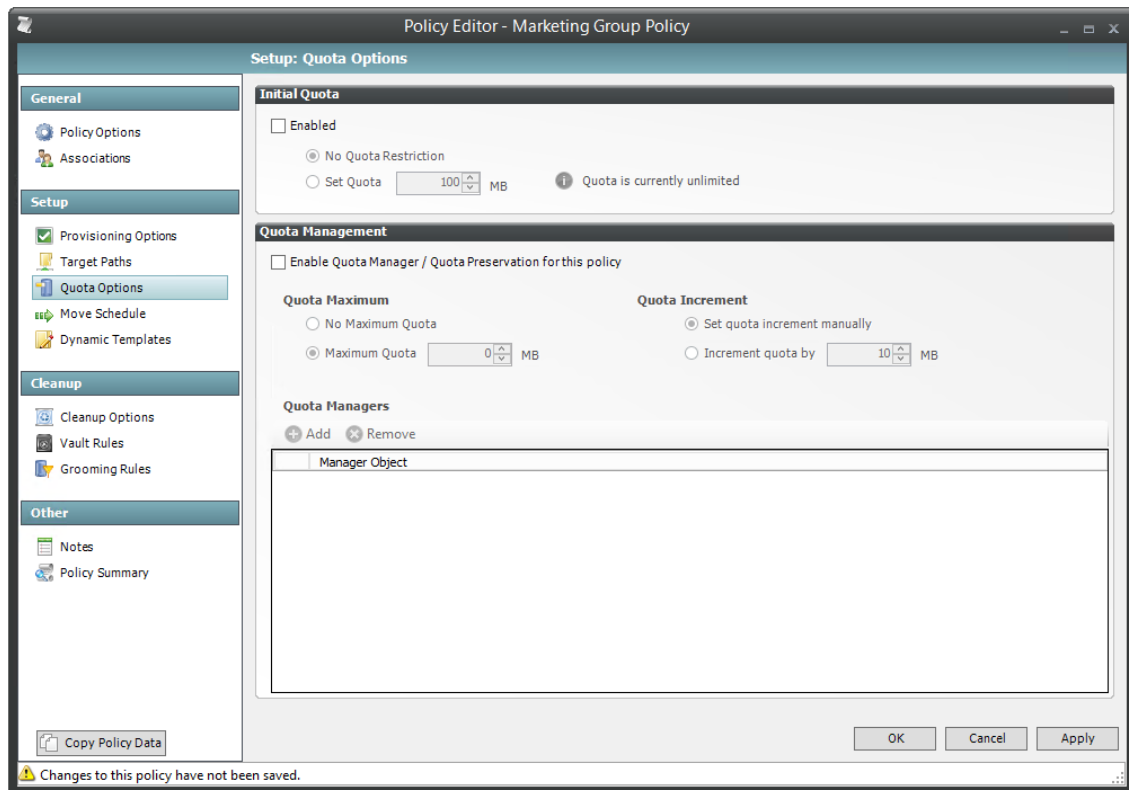 Policy Editor - Marketing Group Policy
Setup: Quota Options
General
Policy Options
Associations
Setup
Provisioning Options
Target Paths
Quota Options
Move Schedule
Dynamic Templates
Cleanup
Cleanup Options
Vault Rules
Grooming Rules
Other
Notes
Policy Summary
Copy Policy Data
Initial Quota
Enabled
No Quota Restriction
Set Quota 100 MB Quota is currently unlimited
Quota Management
Enable Quota Manager / Quota Preservation for this policy
Quota Maximum Quota Increment
No Maximum Quota Set quota increment manually
Maximum Quota 0 MB Increment quota by 10 MB
Quota Managers
Add Remove
Manager Object
OK Cancel Apply
Changes to this policy have not been saved.